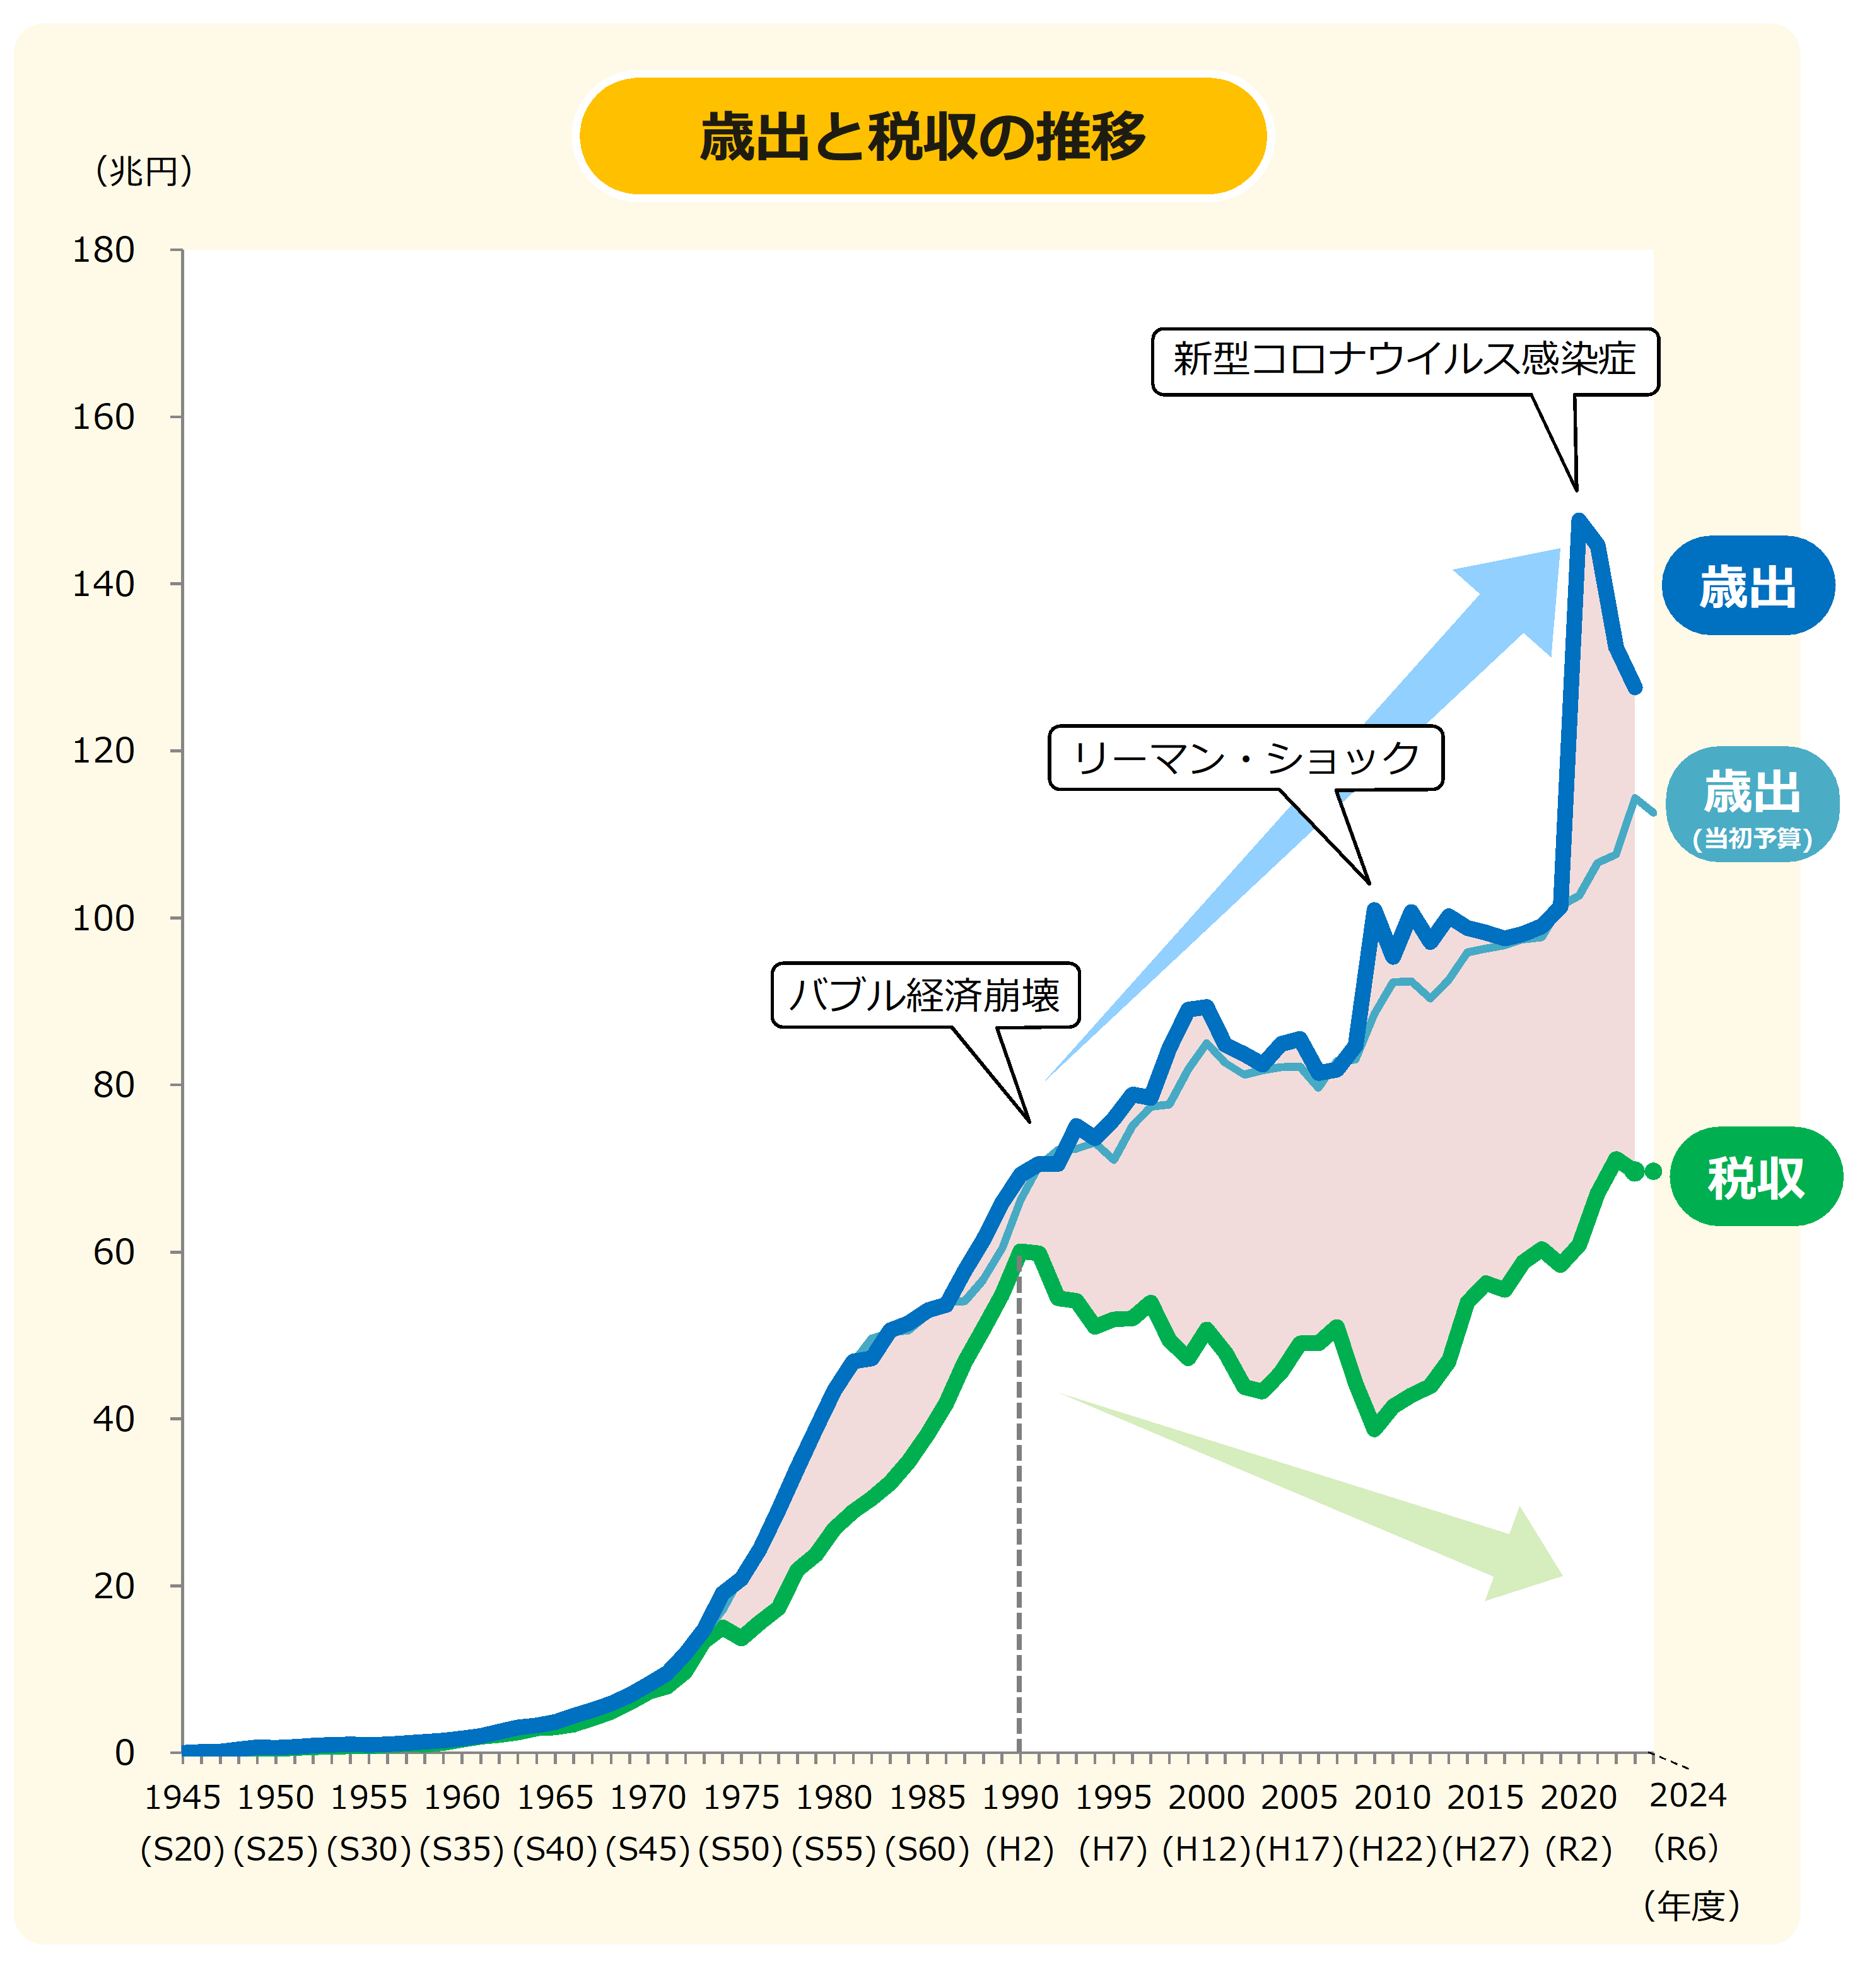 歳出と税収の推移
（兆円）
180
160
140
120
100
80
60
40
20
0
新型コロナウイルス感染症
リーマン・ショック
バブル経済崩壊
歳出
歳出
(当初予算)
税収
1945 1950 1955 1960 1965 1970 1975 1980 1985 1990 1995 2000 2005 2010 2015 2020 2024
(S20) (S25) (S30) (S35) (S40) (S45) (S50) (S55) (S60) (H2) (H7) (H12) (H17) (H22) (H27) (R2) (R6)
（年度）